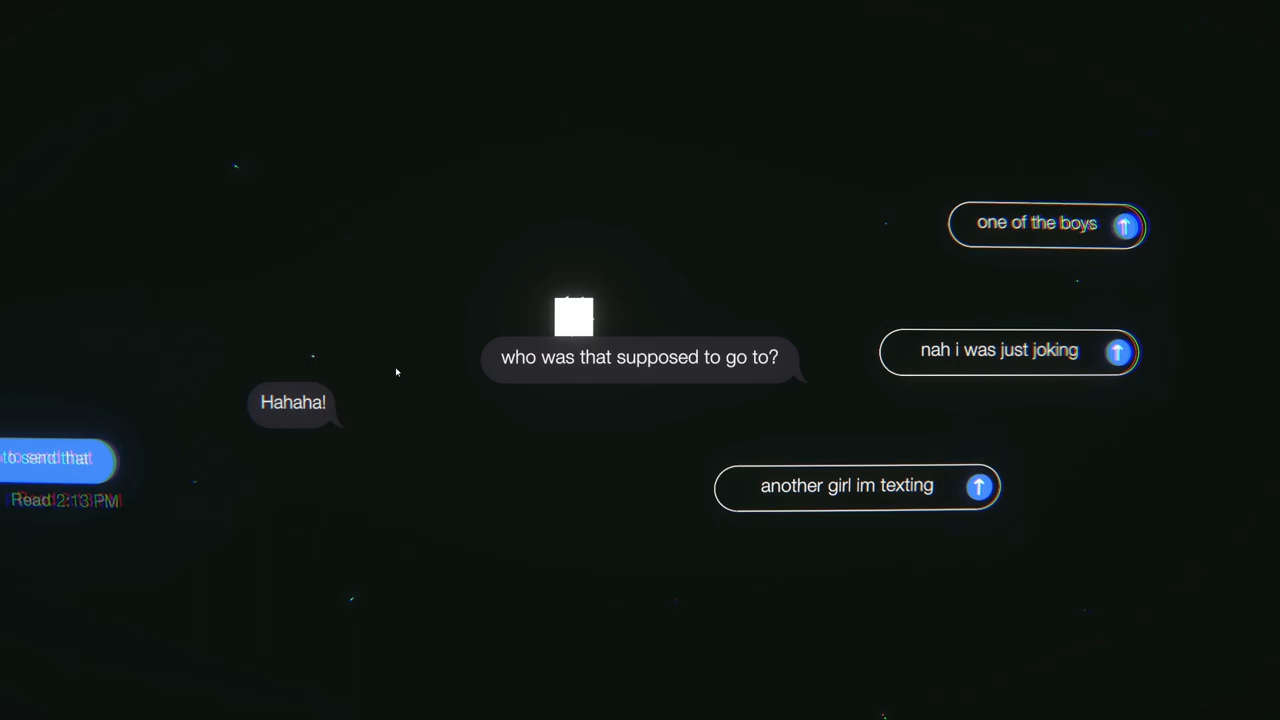 to send that
Read 2:13 PM
Hahaha!
who was that supposed to go to?
one of the boys
nah i was just joking
another girl im texting